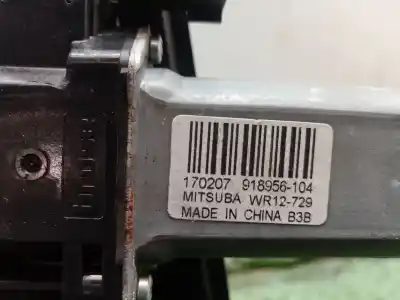 170207 918956-104
MITSUBA WR12-729
MADE IN CHINA B3B